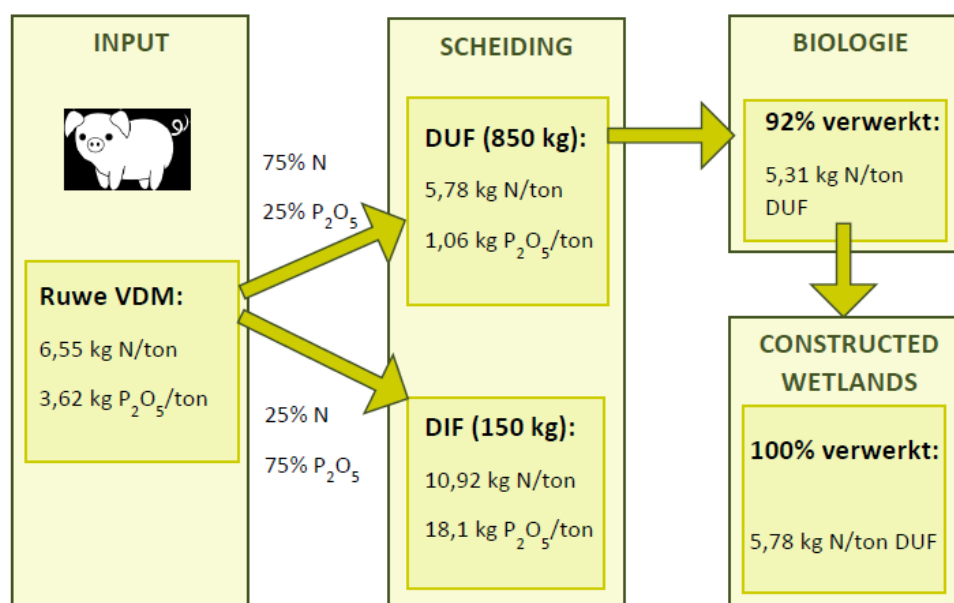 INPUT
Ruwe VDM:
6,55 kg N/ton
3,62 kg P₂O₅/ton
75% N
25% P₂O₅
25% N
75% P₂O₅
SCHEIDING
DUF (850 kg):
5,78 kg N/ton
1,06 kg P₂O₅/ton
DIF (150 kg):
10,92 kg N/ton
18,1 kg P₂O₅/ton
BIOLOGIE
92% verwerkt:
5,31 kg N/ton
DUF
CONSTRUCTED
WETLANDS
100% verwerkt:
5,78 kg N/ton DUF